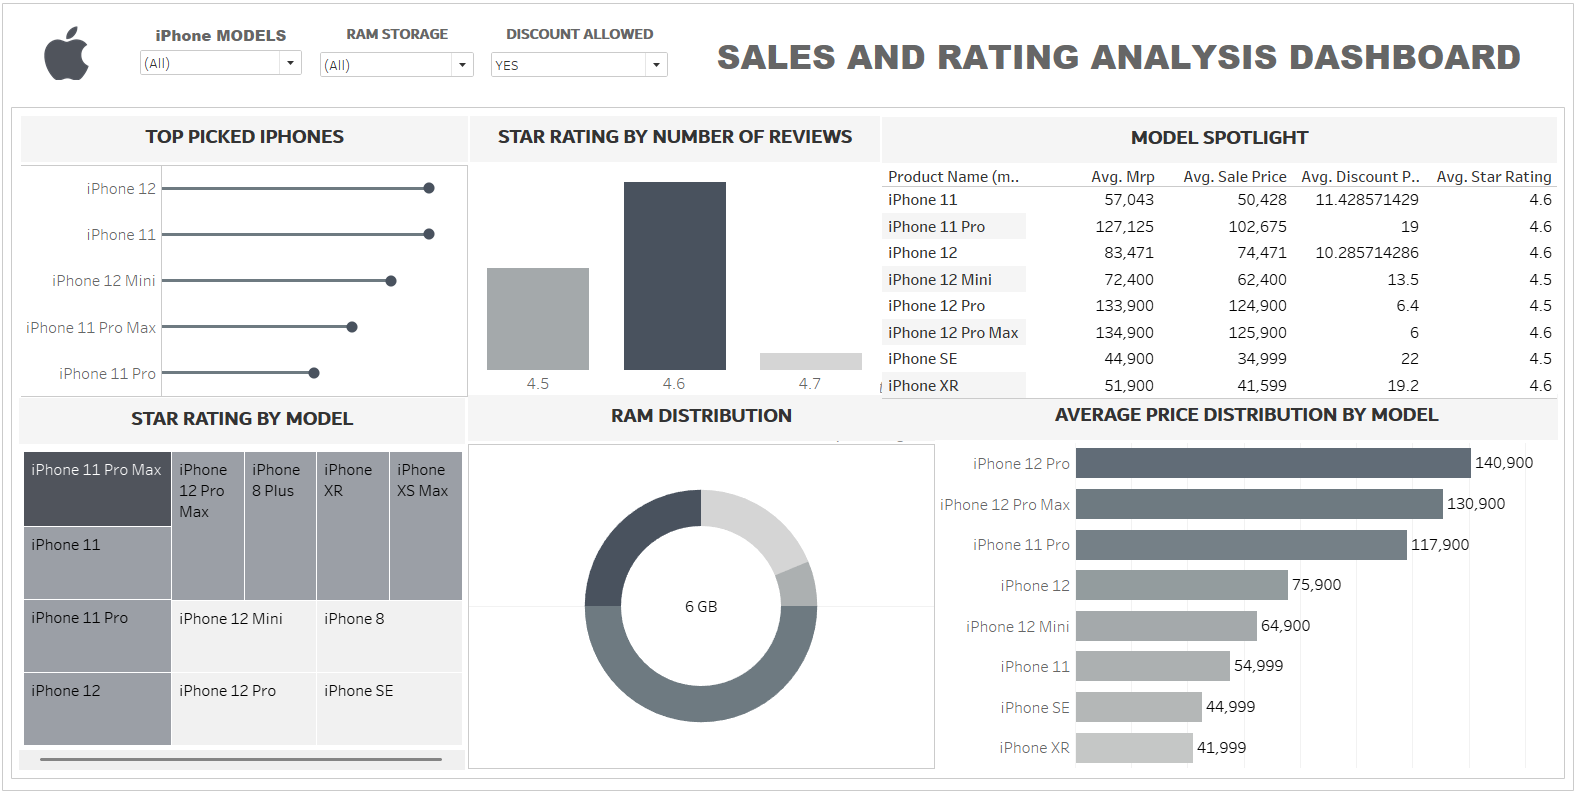 iPhone MODELS
(All)
RAM STORAGE
(All)
DISCOUNT ALLOWED
YES
SALES AND RATING ANALYSIS DASHBOARD
TOP PICKED IPHONES
iPhone 12
iPhone 11
iPhone 12 Mini
iPhone 11 Pro Max
iPhone 11 Pro
STAR RATING BY NUMBER OF REVIEWS
4.5 4.6 4.7
MODEL SPOTLIGHT
Product Name (m.. Avg. Mrp Avg. Sale Price Avg. Discount P.. Avg. Star Rating
iPhone 11 57,043 50,428 11.428571429 4.6
iPhone 11 Pro 127,125 102,675 19 4.6
iPhone 12 83,471 74,471 10.285714286 4.6
iPhone 12 Mini 72,400 62,400 13.5 4.5
iPhone 12 Pro 133,900 124,900 6.4 4.5
iPhone 12 Pro Max 134,900 125,900 6 4.6
iPhone SE 44,900 34,999 22 4.5
iPhone XR 51,900 41,599 19.2 4.6
STAR RATING BY MODEL
iPhone 11 Pro Max
iPhone 11
iPhone 11 Pro
iPhone 12
iPhone
12 Pro
Max
iPhone
8 Plus
iPhone
XR
iPhone
XS Max
iPhone 12 Mini
iPhone 8
iPhone 12 Pro
iPhone SE
RAM DISTRIBUTION
6 GB
AVERAGE PRICE DISTRIBUTION BY MODEL
iPhone 12 Pro 140,900
iPhone 12 Pro Max 130,900
iPhone 11 Pro 117,900
iPhone 12 75,900
iPhone 12 Mini 64,900
iPhone 11 54,999
iPhone SE 44,999
iPhone XR 41,999